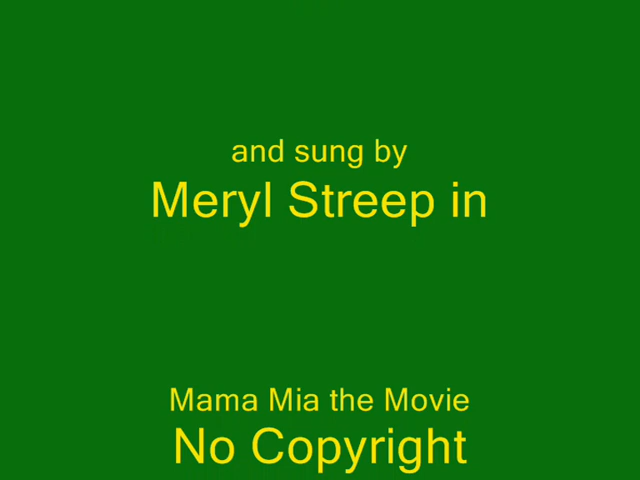 and sung by
Meryl Streep in
Mama Mia the Movie
No Copyright